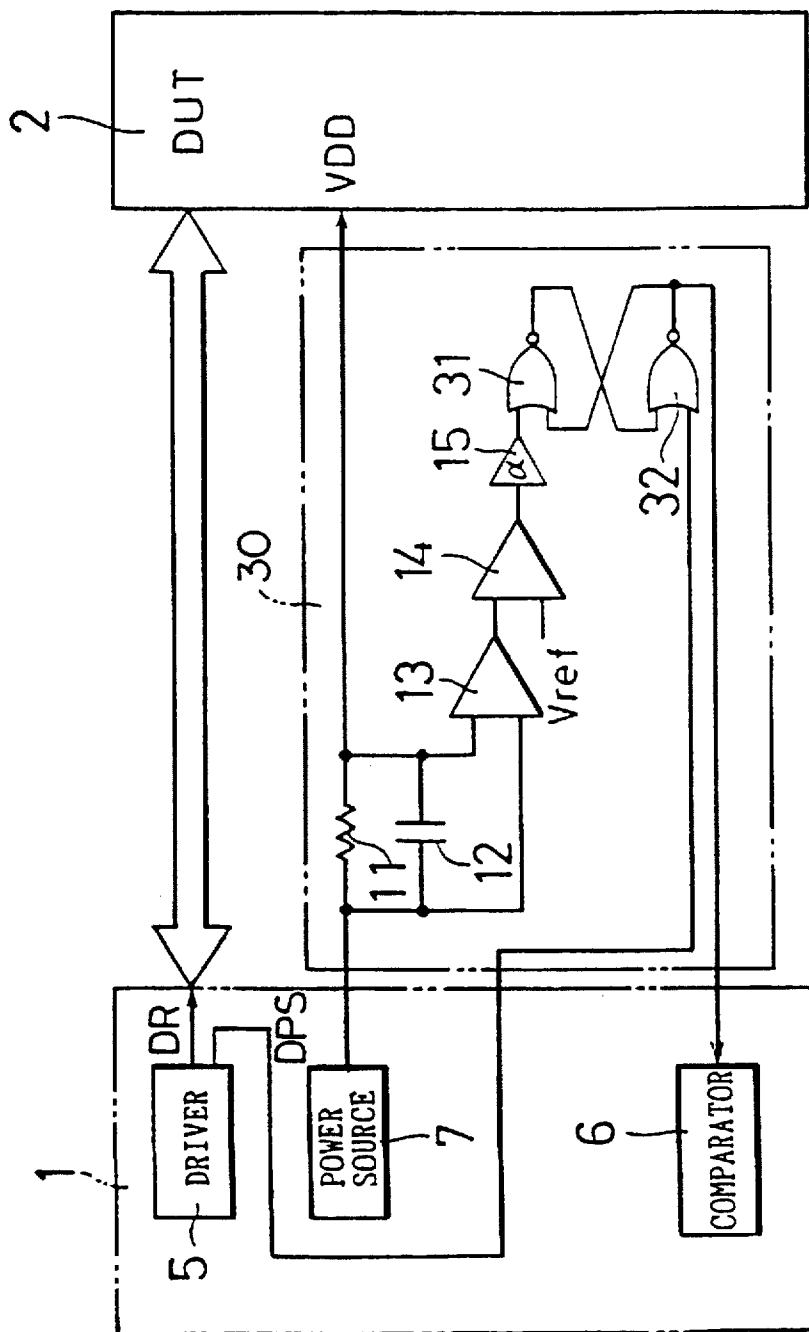 1
DR
DRIVER
5
DPS
POWER
SOURCE
7
COMPARATOR
6
30
11
12
13
Vref
14
15
α
31
32
2
DUT
VDD